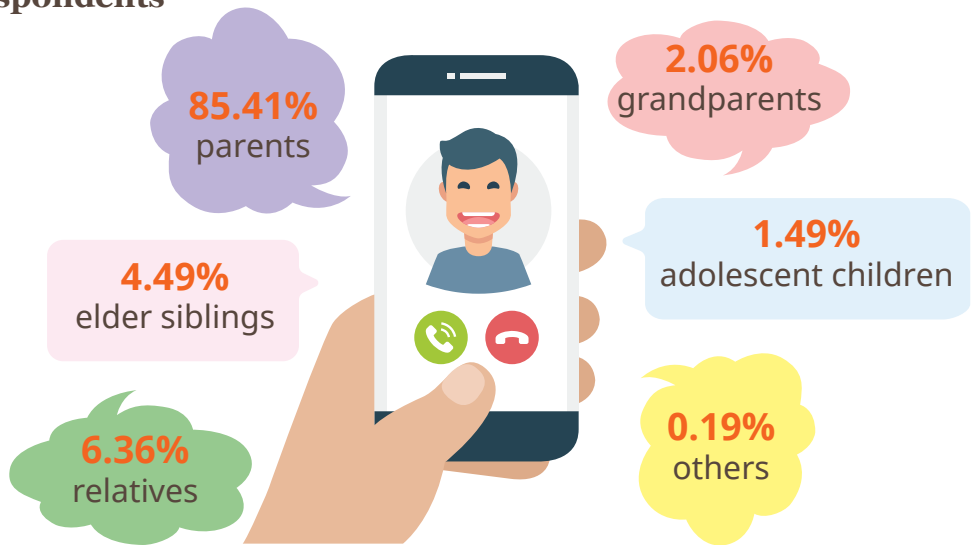 spondents
85.41%
parents
2.06%
grandparents
4.49%
elder siblings
1.49%
adolescent children
6.36%
relatives
0.19%
others